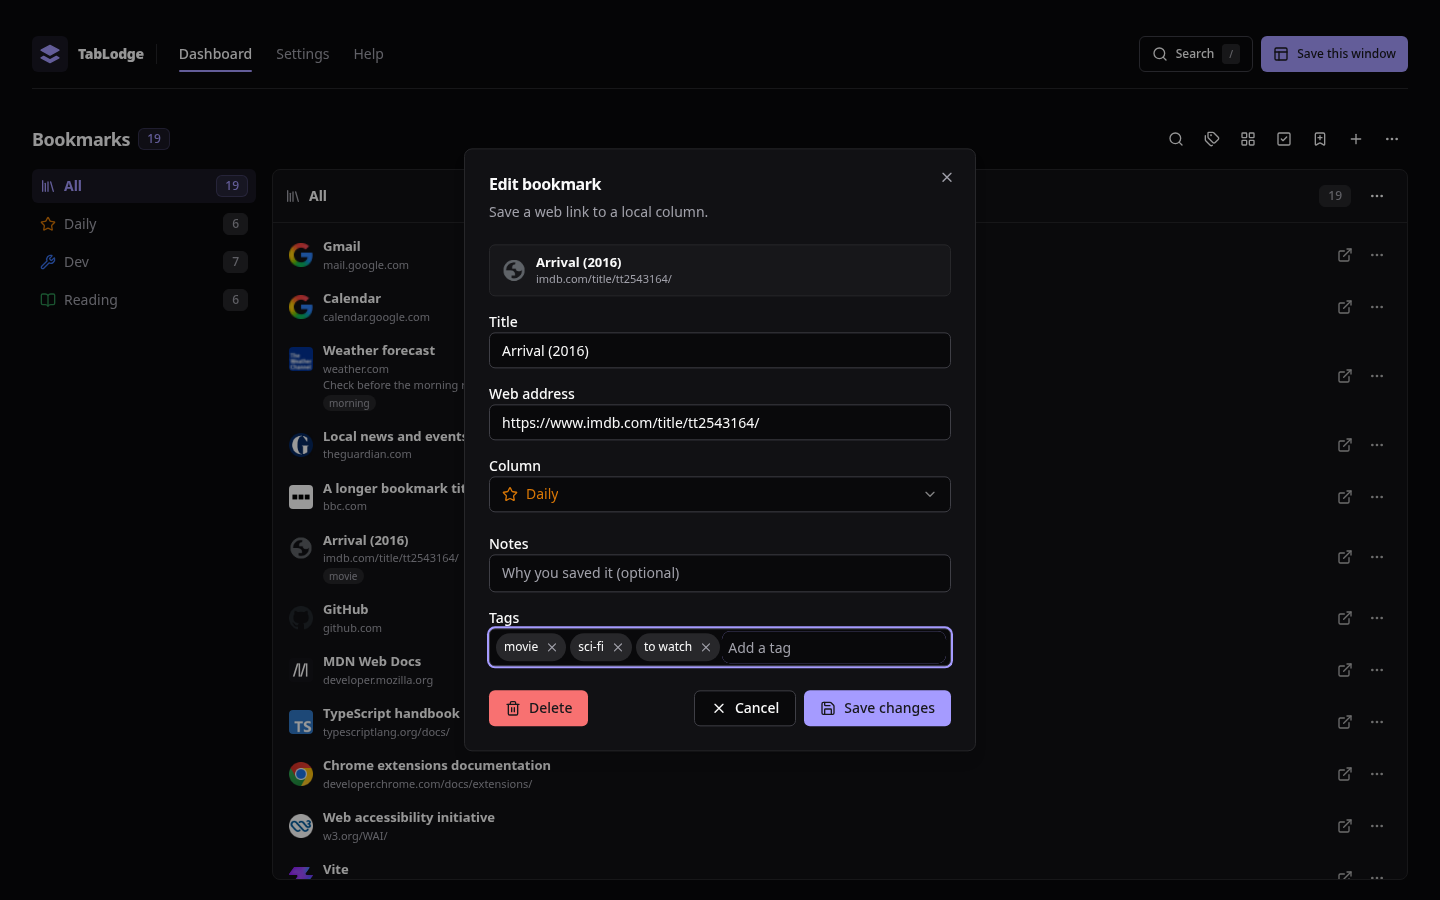 TabLodge
Dashboard
Settings
Help
Search /
Save this window
Bookmarks 19
All 19
Daily 6
Dev 7
Reading 6
All 19
Gmail
mail.google.com
Calendar
calendar.google.com
Weather forecast
weather.com
Check before the morning
morning
Local news and events
theguardian.com
A longer bookmark
bbc.com
Arrival (2016)
imdb.com/title/tt2543164/
movie
GitHub
github.com
MDN Web Docs
developer.mozilla.org
TypeScript handbook
typescriptlang.org/docs/
Chrome extensions documentation
developer.chrome.com/docs/extensions/
Web accessibility initiative
w3.org/WAI/
Vite
Edit bookmark
Save a web link to a local column.
Arrival (2016)
imdb.com/title/tt2543164/
Title
Arrival (2016)
Web address
https://www.imdb.com/title/tt2543164/
Column
Daily
Notes
Why you saved it (optional)
Tags
movie
sci-fi
to watch
Add a tag
Delete
Cancel
Save changes